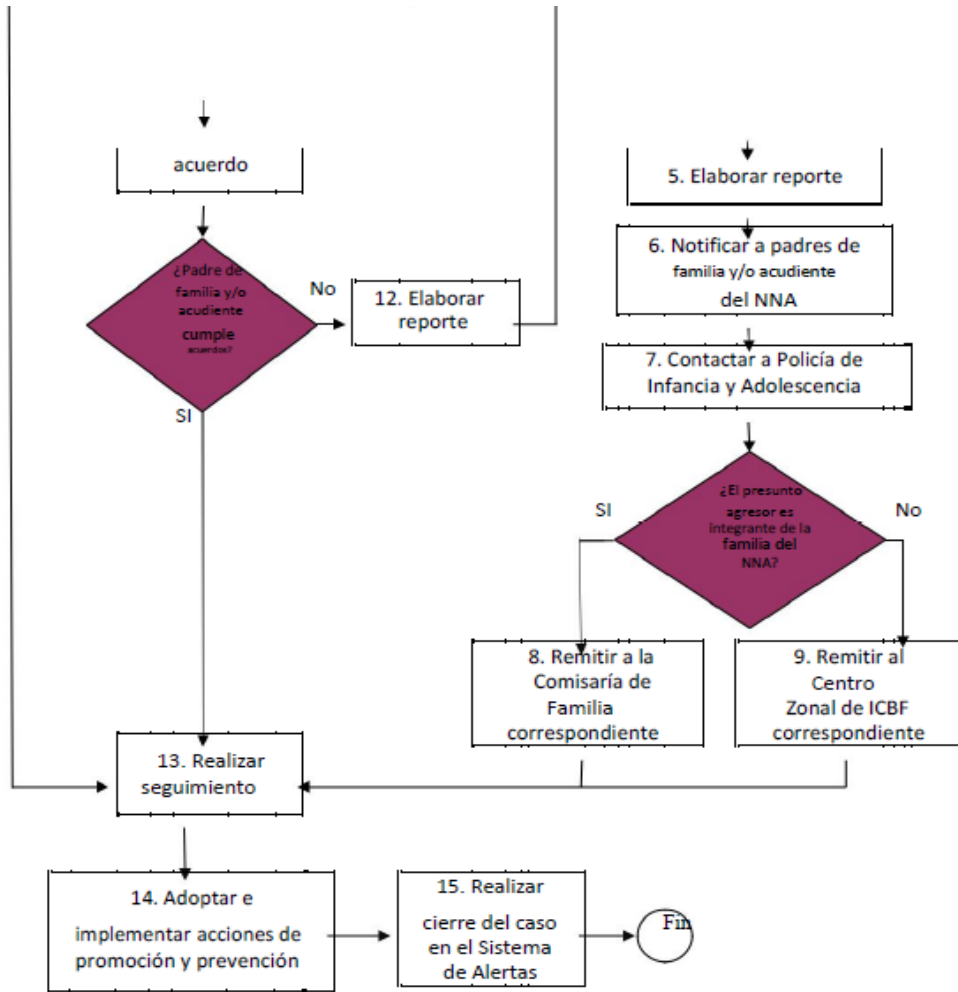 acuerdo
¿Padre de
familia y/o
acudiente
cumple
acuerdos?
No
SI
12. Elaborar
reporte
5. Elaborar reporte
6. Notificar a padres de
familia y/o acudiente
del NNA
7. Contactar a Policía de
Infancia y Adolescencia
¿El presunto
agresor es
integrante de la
familia del
NNA?
SI
No
8. Remitir a la
Comisaría de
Familia
correspondiente
9. Remitir al
Centro
Zonal de ICBF
correspondiente
13. Realizar
seguimiento
14. Adoptar e
implementar acciones de
promoción y prevención
15. Realizar
cierre del caso
en el Sistema
de Alertas
Fin